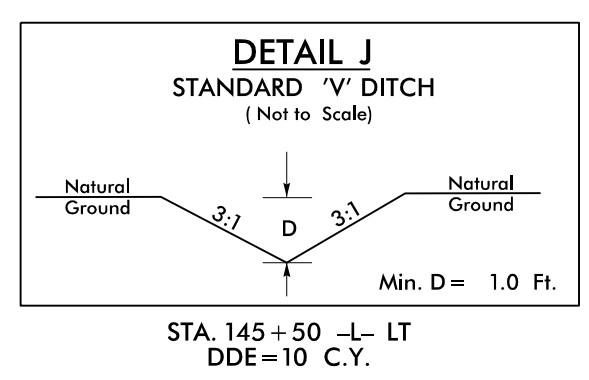 DETAIL J
STANDARD 'V' DITCH
( Not to Scale)
Natural
Ground
3:1
D
3:1
Natural
Ground
Min. D = 1.0 Ft.
STA. 145+50 -L- LT
DDE=10 C.Y.